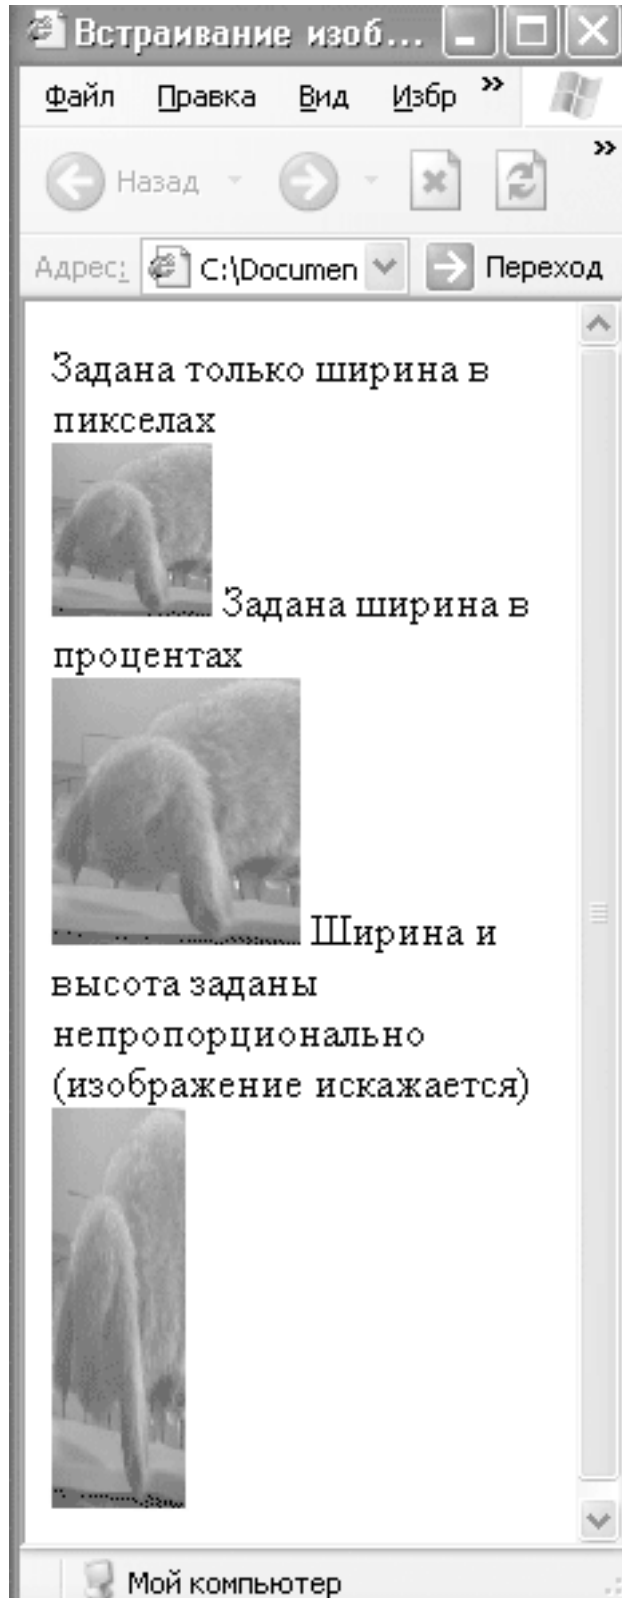 Встраивание изоб...
Файл Правка Вид Избр »
Назад »
Адрес: C:\Documen Переход
Задана только ширина в
пикселах
Задана ширина в
процентах
Ширина и
высота заданы
непропорционально
(изображение искажается)
Мой компьютер